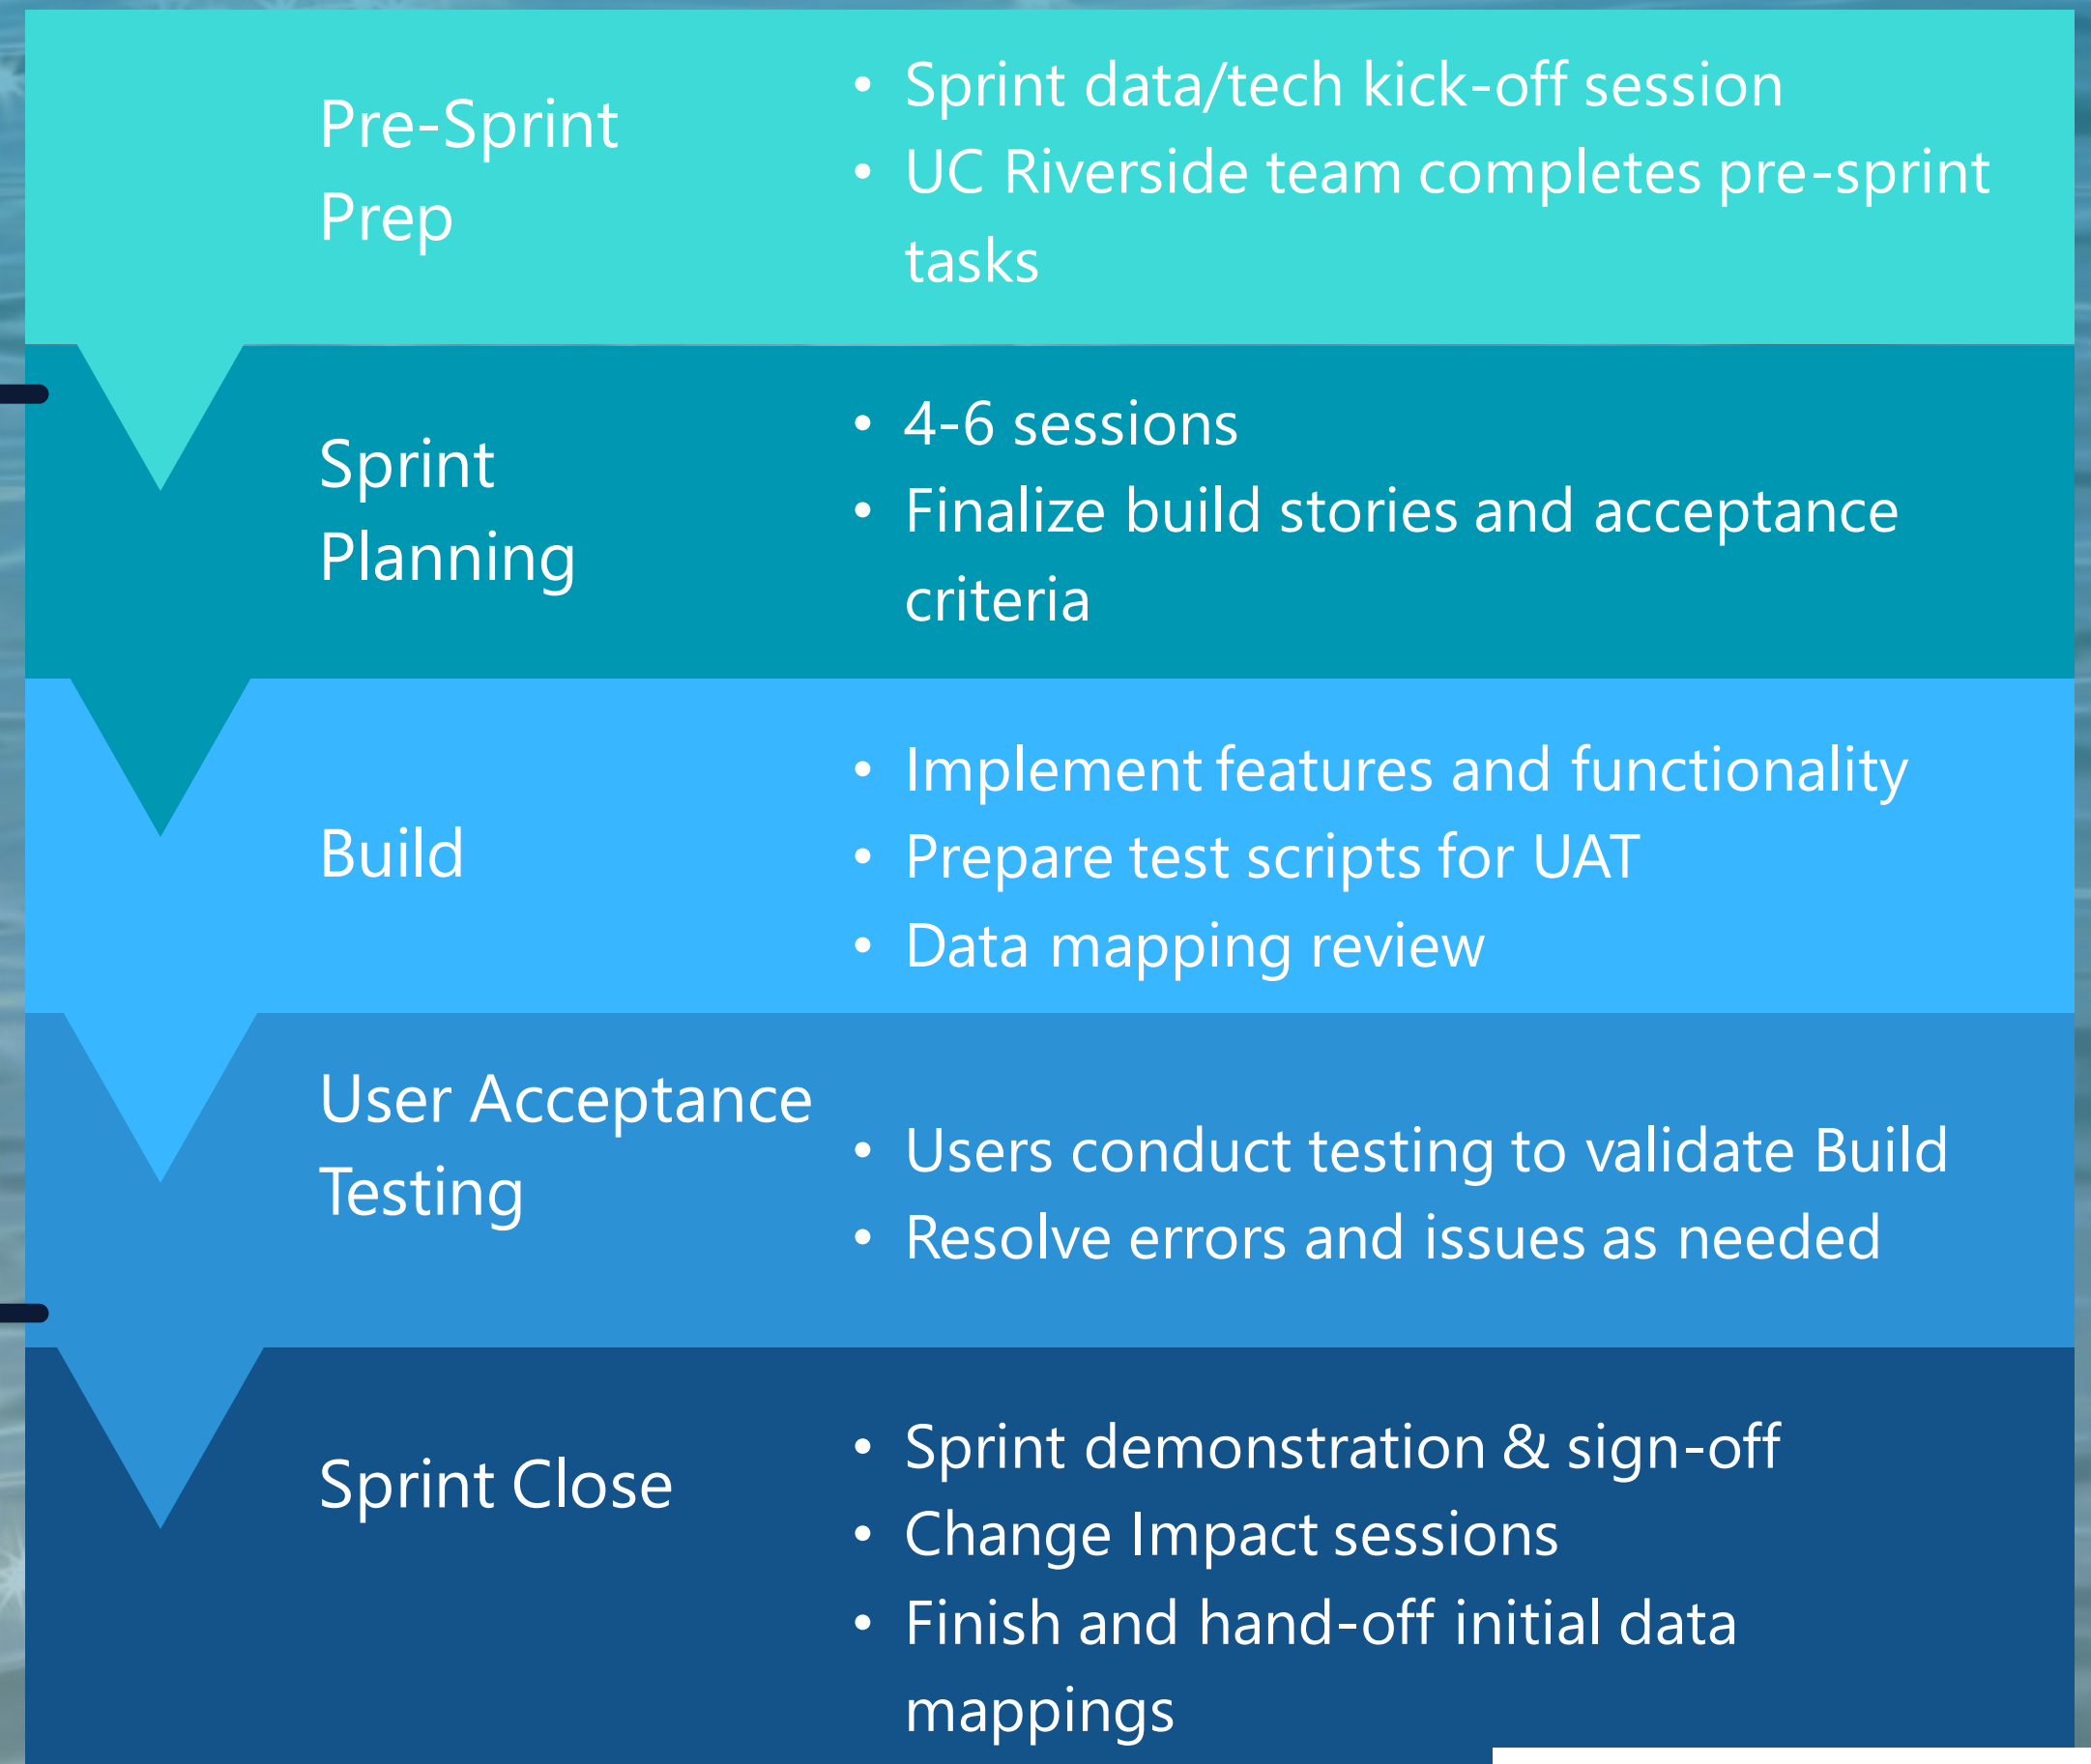 Pre-Sprint
Prep
• Sprint data/tech kick-off session
• UC Riverside team completes pre-sprint
tasks
Sprint
Planning
• 4-6 sessions
• Finalize build stories and acceptance
criteria
Build
• Implement features and functionality
• Prepare test scripts for UAT
• Data mapping review
User Acceptance
Testing
• Users conduct testing to validate Build
• Resolve errors and issues as needed
Sprint Close
• Sprint demonstration & sign-off
• Change Impact sessions
• Finish and hand-off initial data
mappings